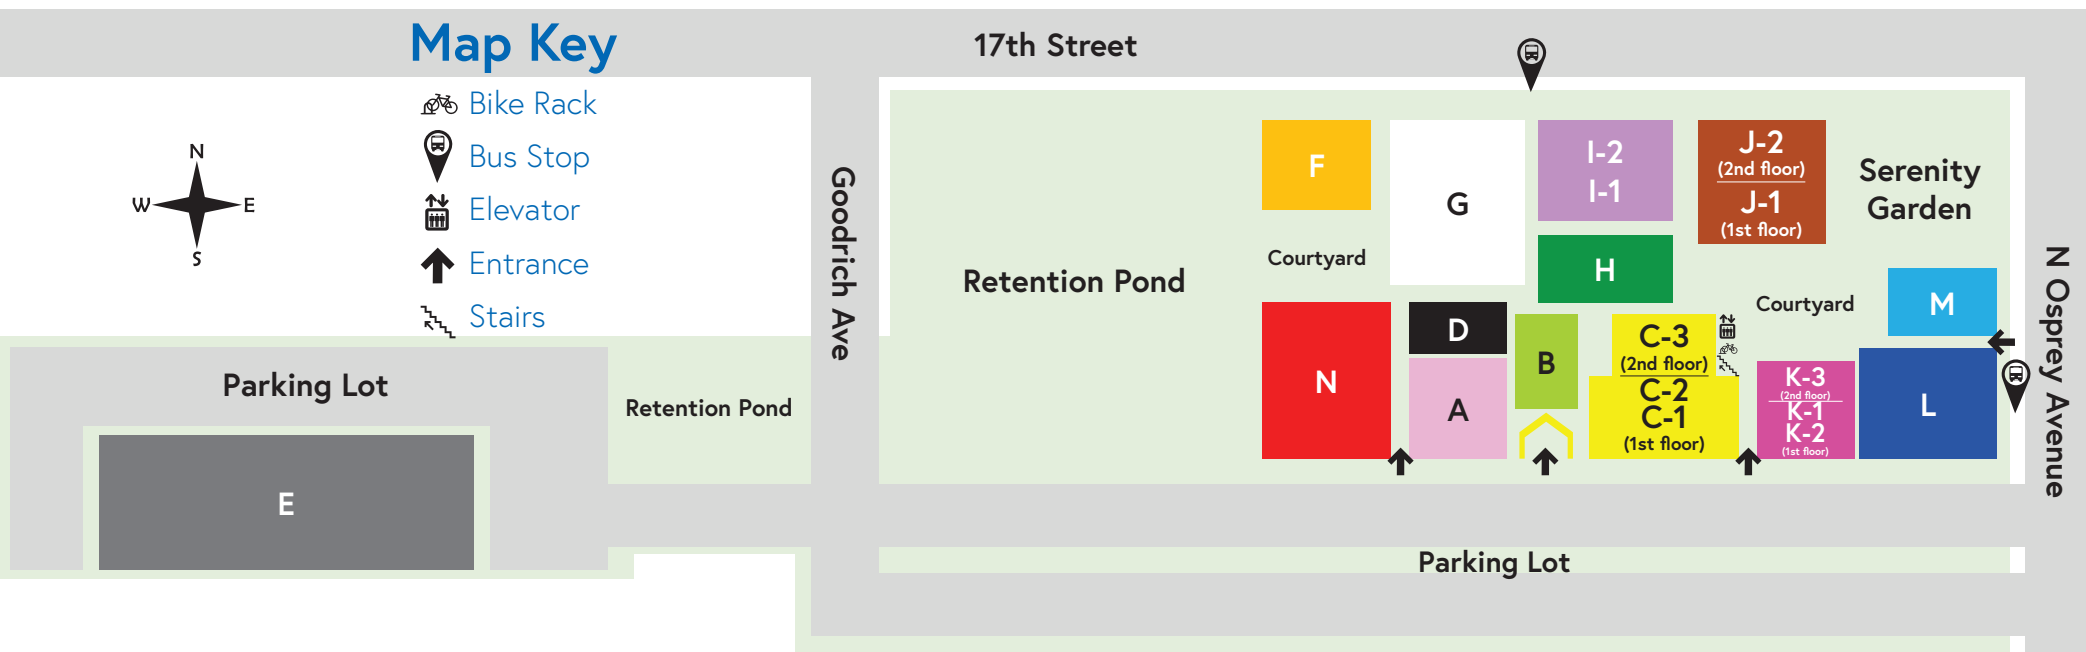 Map Key
Bike Rack
Bus Stop
Elevator
Entrance
Stairs
N
W E
S
17th Street
Goodrich Ave
N Osprey Avenue
Parking Lot
E
Retention Pond
Retention Pond
F
G
I-2
I-1
J-2
(2nd floor)
J-1
(1st floor)
Serenity
Garden
Courtyard
H
Courtyard
M
N
D
A
B
C-3
(2nd floor)
C-2
C-1
(1st floor)
K-3
(2nd floor)
K-1
K-2
(1st floor)
L
Parking Lot